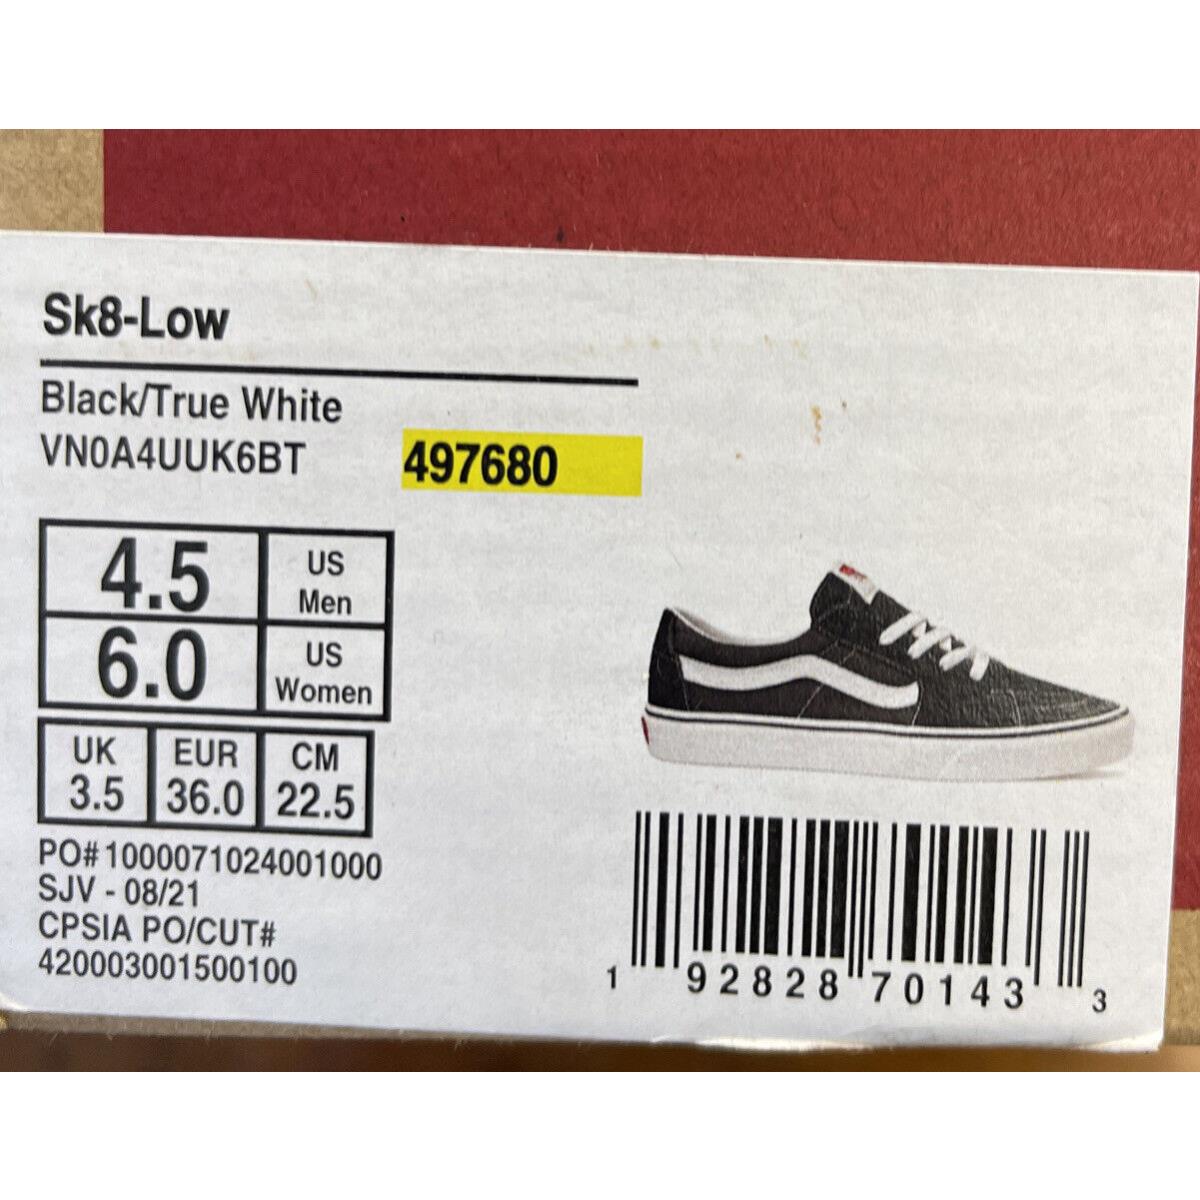 Sk8-Low
Black/True White
VN0A4UUK6BT 497680
4.5 US Men
6.0 US Women
UK EUR CM
3.5 36.0 22.5
PO# 1000071024001000
SJV - 08/21
CPSIA PO/CUT#
420003001500100
1 92828 70143 3